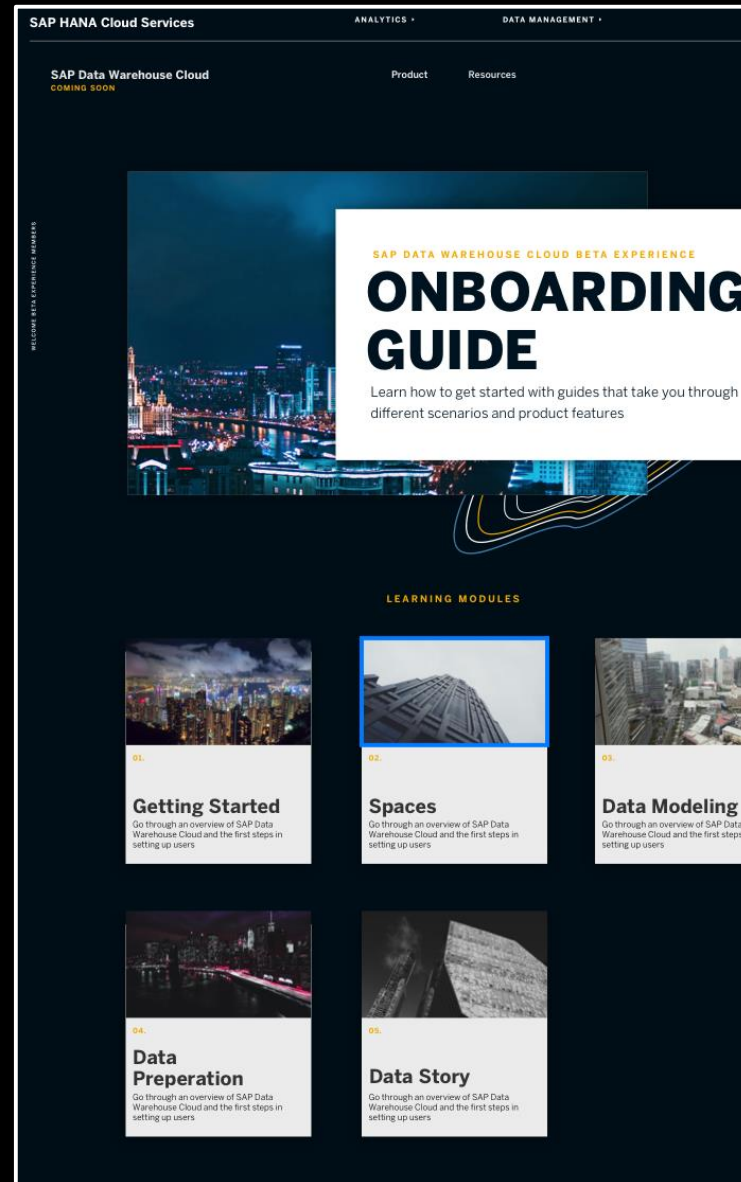 SAP HANA Cloud Services
ANALYTICS
DATA MANAGEMENT
SAP Data Warehouse Cloud
COMING SOON
Product
Resources
WELCOME BETA EXPERIENCE MEMBERS
SAP DATA WAREHOUSE CLOUD BETA EXPERIENCE
ONBOARDING
GUIDE
Learn how to get started with guides that take you through
different scenarios and product features
LEARNING MODULES
01.
Getting Started
Go through an overview of SAP Data
Warehouse Cloud and the first steps in
setting up users
02.
Spaces
Go through an overview of SAP Data
Warehouse Cloud and the first steps in
setting up users
03.
Data Modeling
Go through an overview of SAP Data
Warehouse Cloud and the first steps
setting up users
04.
Data
Preperation
Go through an overview of SAP Data
Warehouse Cloud and the first steps in
setting up users
05.
Data Story
Go through an overview of SAP Data
Warehouse Cloud and the first steps in
setting up users